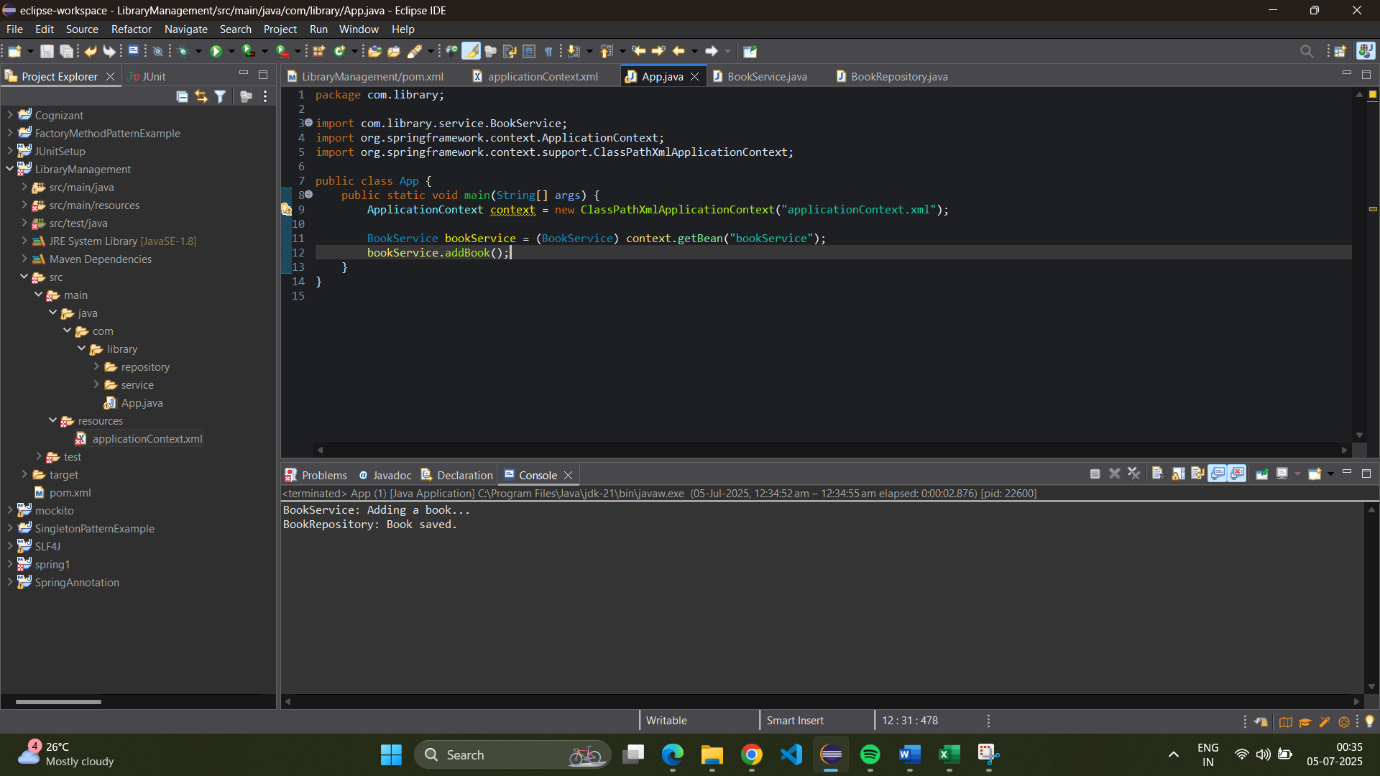 eclipse-workspace - LibraryManagement/src/main/java/com/library/App.java - Eclipse IDE
File Edit Source Refactor Navigate Search Project Run Window Help
Project Explorer
JUnit
Cognizant
FactoryMethodPatternExample
JUnitSetup
LibraryManagement
src/main/java
src/main/resources
src/test/java
JRE System Library [JavaSE-1.8]
Maven Dependencies
src
main
java
com
library
repository
service
App.java
resources
applicationContext.xml
test
target
pom.xml
mockito
SingletonPatternExample
SLF4J
spring1
SpringAnnotation
LibraryManagement/pom.xml applicationContext.xml App.java BookService.java BookRepository.java
1 package com.library;
2
3 import com.library.service.BookService;
4 import org.springframework.context.ApplicationContext;
5 import org.springframework.context.support.ClassPathXmlApplicationContext;
6
7 public class App {
8 public static void main(String[] args) {
9 ApplicationContext context = new ClassPathXmlApplicationContext("applicationContext.xml");
10
11 BookService bookService = (BookService) context.getBean("bookService");
12 bookService.addBook();
13 }
14 }
15
Problems Javadoc Declaration Console
<terminated> App (1) [Java Application] C:\Program Files\Java\jdk-21\bin\javaw.exe (05-Jul-2025, 12:34:52 am – 12:34:55 am elapsed: 0:00:02.876) [pid: 22600]
BookService: Adding a book...
BookRepository: Book saved.
Writable Smart Insert 12 : 31 : 478
4
26°C
Mostly cloudy
Search
ENG
IN
00:35
05-07-2025